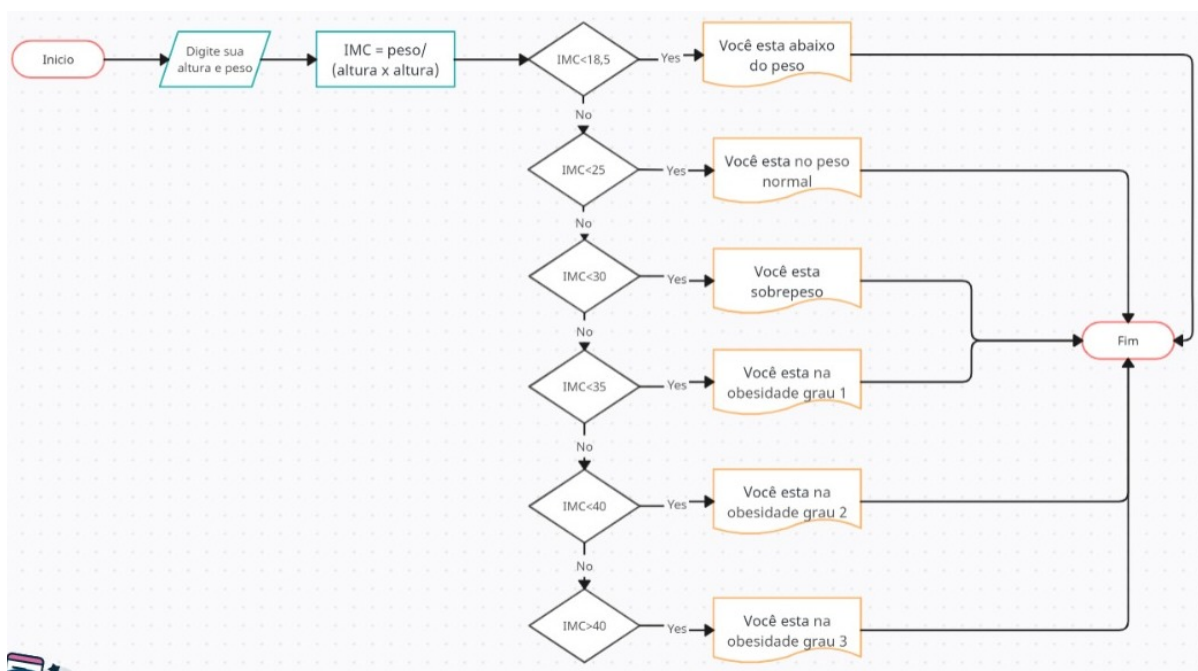 Inicio
Digite sua
altura e peso
IMC = peso/
(altura x altura)
IMC<18,5
Yes
Você esta abaixo
do peso
No
IMC<25
Yes
Você esta no peso
normal
No
IMC<30
Yes
Você esta
sobrepeso
No
Fim
IMC<35
Yes
Você esta na
obesidade grau 1
No
IMC<40
Yes
Você esta na
obesidade grau 2
No
IMC>40
Yes
Você esta na
obesidade grau 3